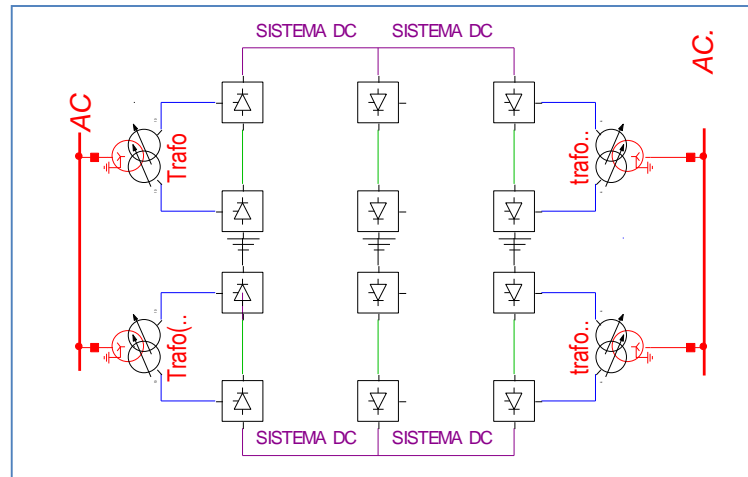 SISTEMA DC SISTEMA DC
AC
AC.
Trafo
trafo..
Trafo(..
trafo..
SISTEMA DC SISTEMA DC